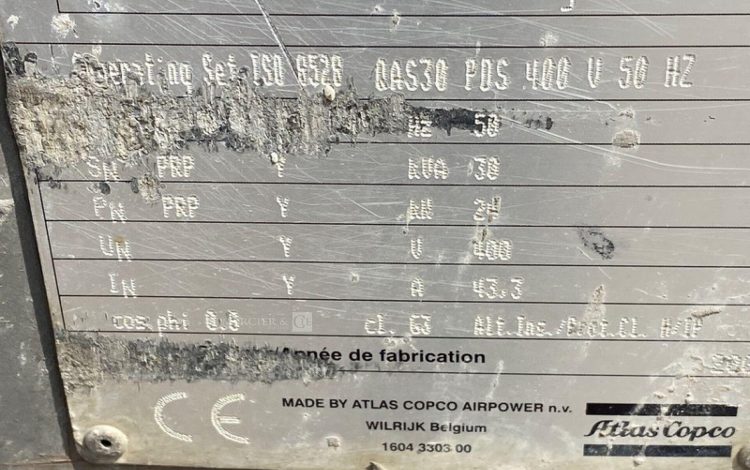 Generating Set ISO 8528 QAS30 PDS 400 V 50 HZ
HZ 50
SN PRP Y KVA 30
PN PRP Y kW 24
UN Y V 400
IN Y A 43,3
cos phi 0.8 cl. G3 Alt.Ins./Prot.Cl. H/IP
Année de fabrication
CE
MADE BY ATLAS COPCO AIRPOWER n.v.
WILRIJK Belgium
1604 3303 00
Atlas Copco